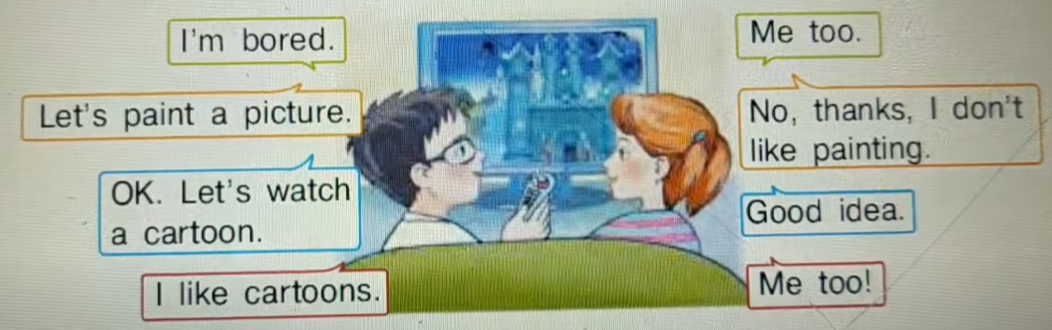 I'm bored.
Me too.
Let's paint a picture.
No, thanks, I don't
like painting.
OK. Let's watch
a cartoon.
Good idea.
I like cartoons.
Me too!